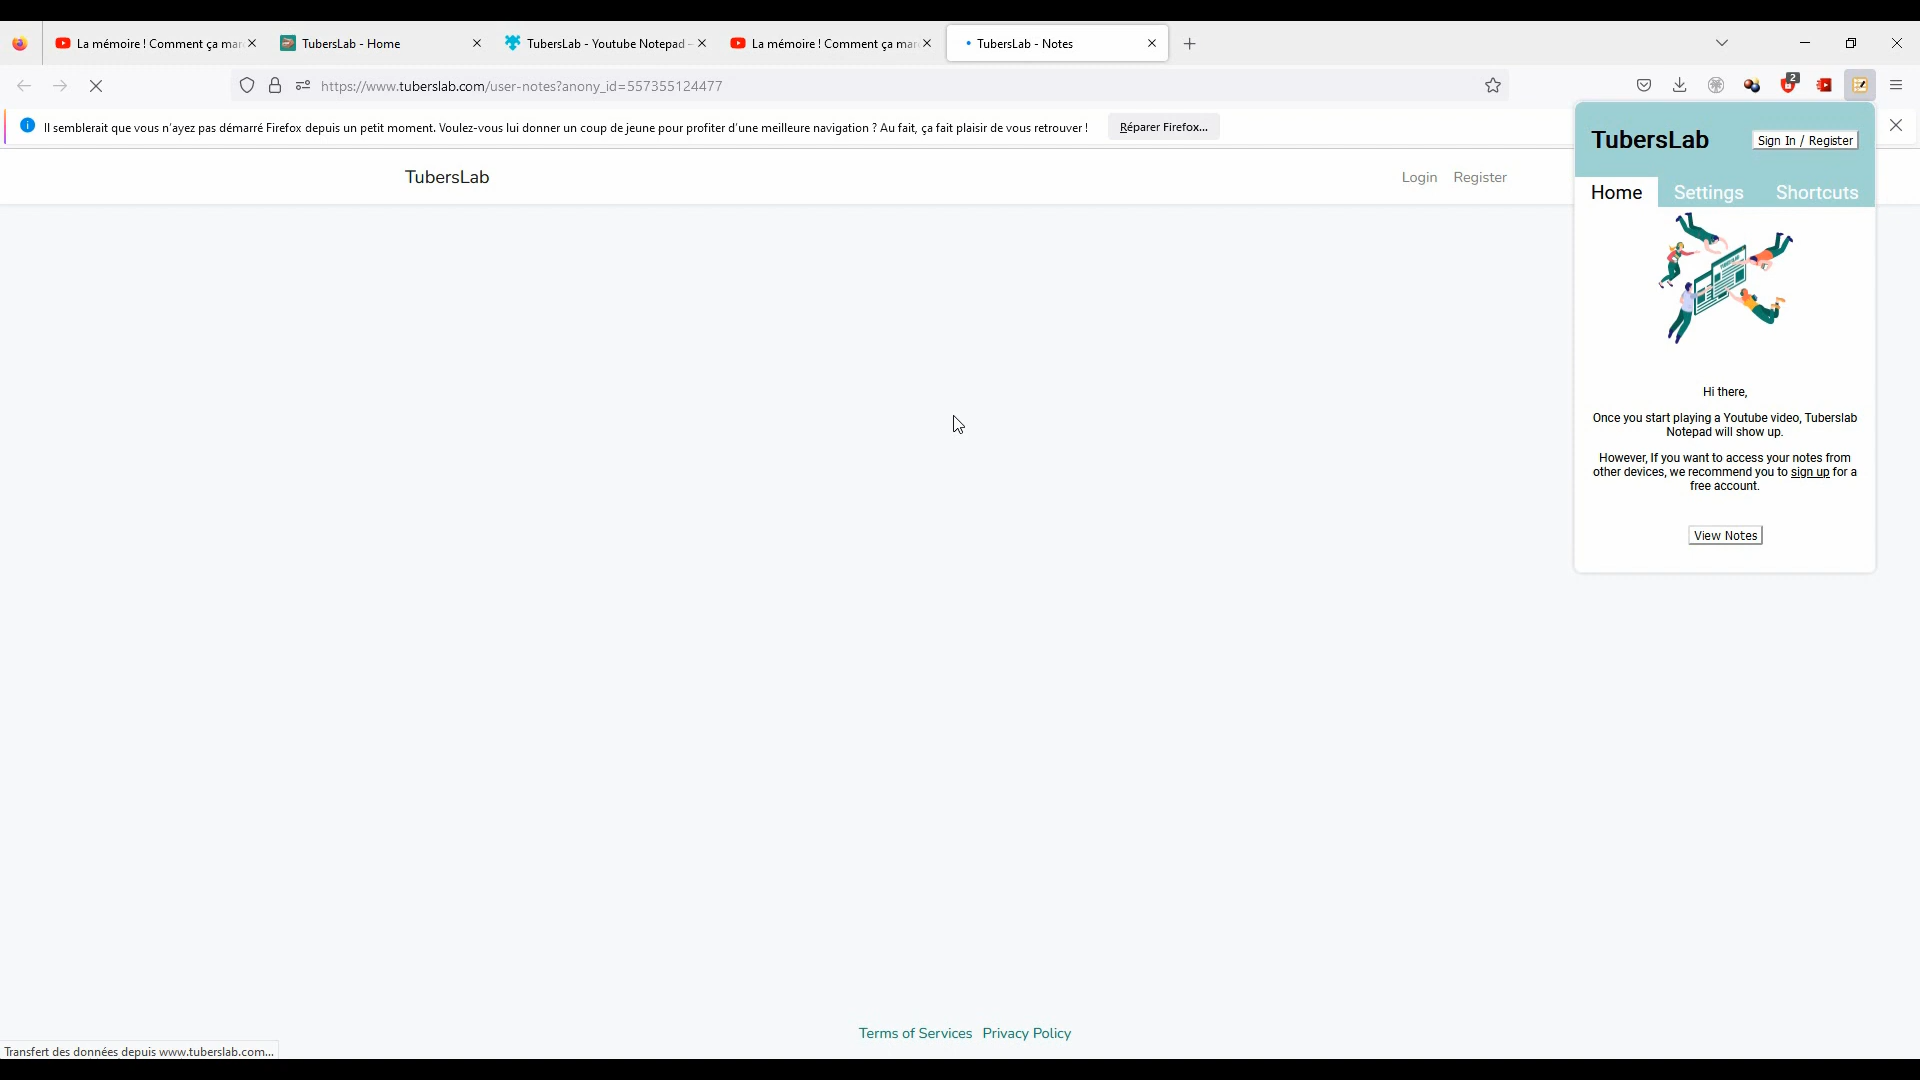 La mémoire ! Comment ça mar
TubersLab - Home
TubersLab - Youtube Notepad -
La mémoire ! Comment ça mar
TubersLab - Notes
https://www.tuberslab.com/user-notes?anony_id=557355124477
2
Il semblerait que vous n'ayez pas démarré Firefox depuis un petit moment. Voulez-vous lui donner un coup de jeune pour profiter d'une meilleure navigation ? Au fait, ça fait plaisir de vous retrouver !
Réparer Firefox...
TubersLab
Login
Register
TubersLab
Sign In / Register
Home
Settings
Shortcuts
Hi there,
Once you start playing a Youtube video, Tuberslab
Notepad will show up.
However, If you want to access your notes from
other devices, we recommend you to sign up for a
free account.
View Notes
Terms of Services
Privacy Policy
Transfert des données depuis www.tuberslab.com...